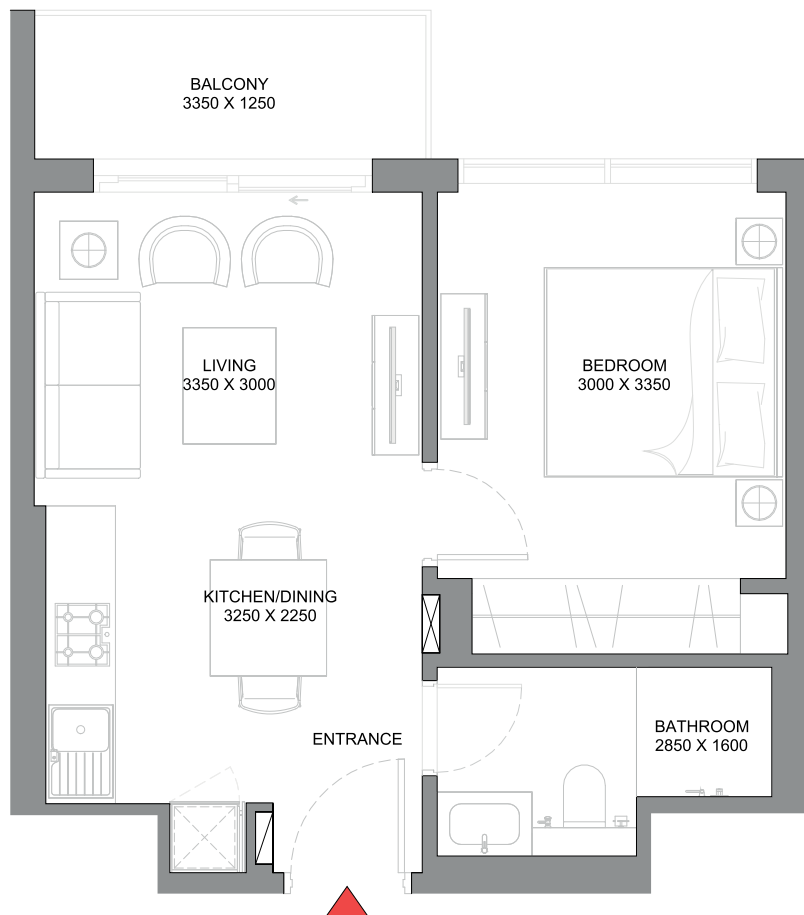 BALCONY
3350 X 1250
LIVING
3350 X 3000
BEDROOM
3000 X 3350
KITCHEN/DINING
3250 X 2250
ENTRANCE
BATHROOM
2850 X 1600